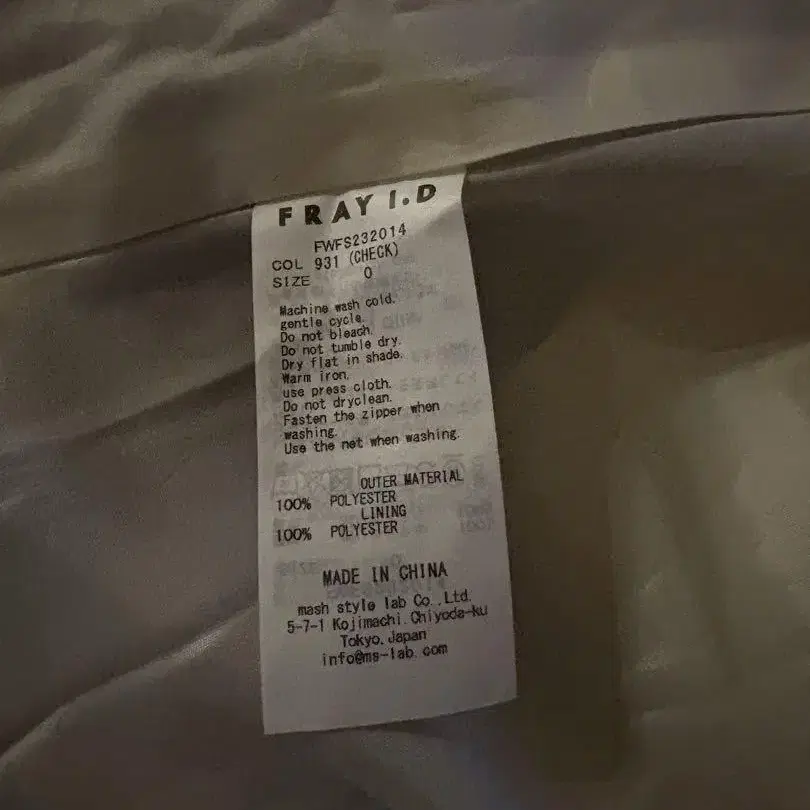 FRAY I.D
FWFS232014
COL 931 (CHECK)
SIZE 0
Machine wash cold.
gentle cycle.
Do not bleach.
Do not tumble dry.
Dry flat in shade.
Warm iron.
use press cloth.
Do not dryclean.
Fasten the zipper when
washing.
Use the net when washing.
OUTER MATERIAL
100% POLYESTER
LINING
100% POLYESTER
MADE IN CHINA
mash style lab Co.,Ltd.
5-7-1 Kojimachi.Chiyoda-ku
Tokyo.Japan
info@ms-lab.com